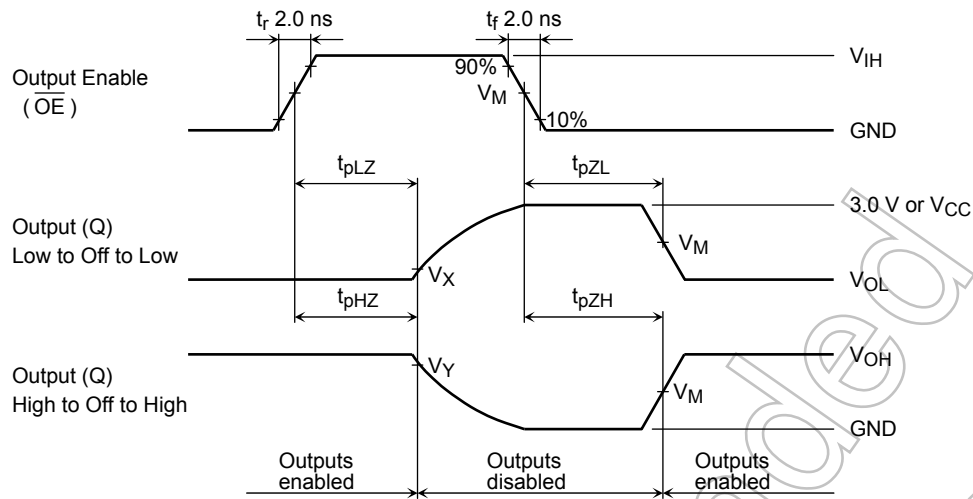 tr 2.0 ns
tf 2.0 ns
Output Enable
(OE)
90%
VM
10%
VIH
GND
tpLZ
tpZL
Output (Q)
Low to Off to Low
VX
VM
3.0 V or VCC
VOL
tpHZ
tpZH
Output (Q)
High to Off to High
VY
VM
VOH
GND
Outputs
enabled
Outputs
disabled
Outputs
enabled
ded